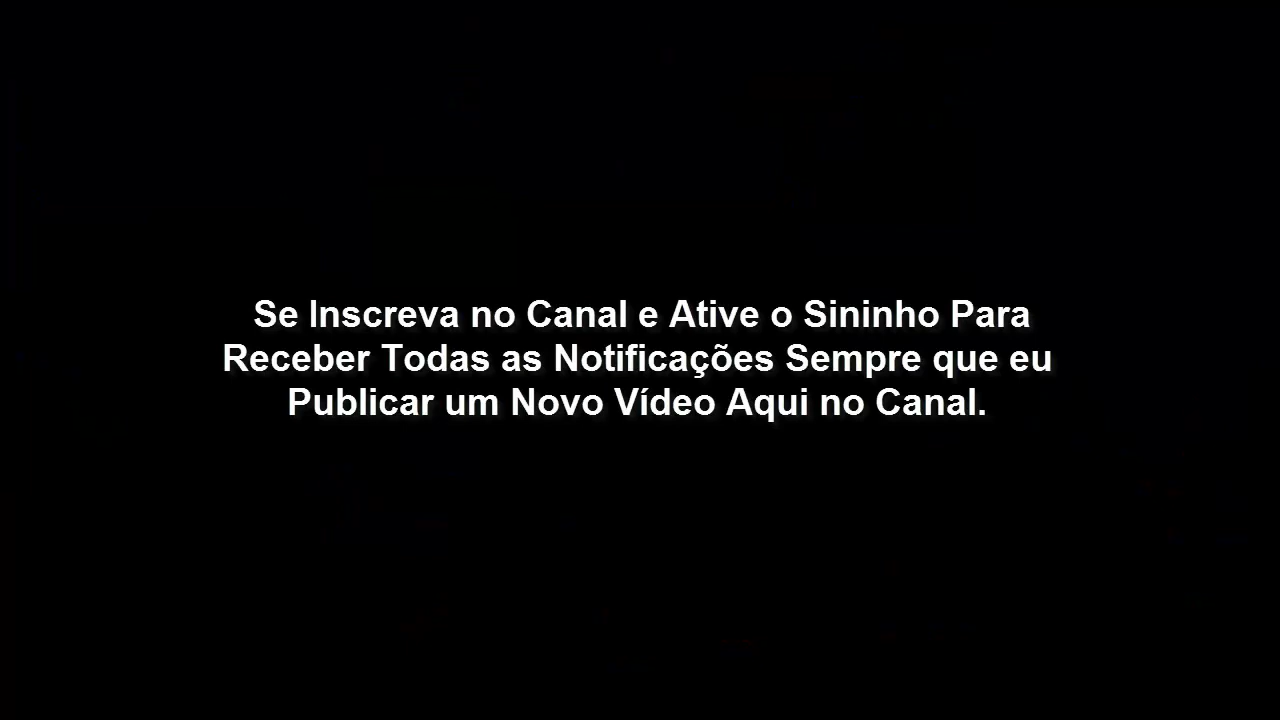 Se Inscreva no Canal e Ative o Sininho Para
Receber Todas as Notificações Sempre que eu
Publicar um Novo Vídeo Aqui no Canal.